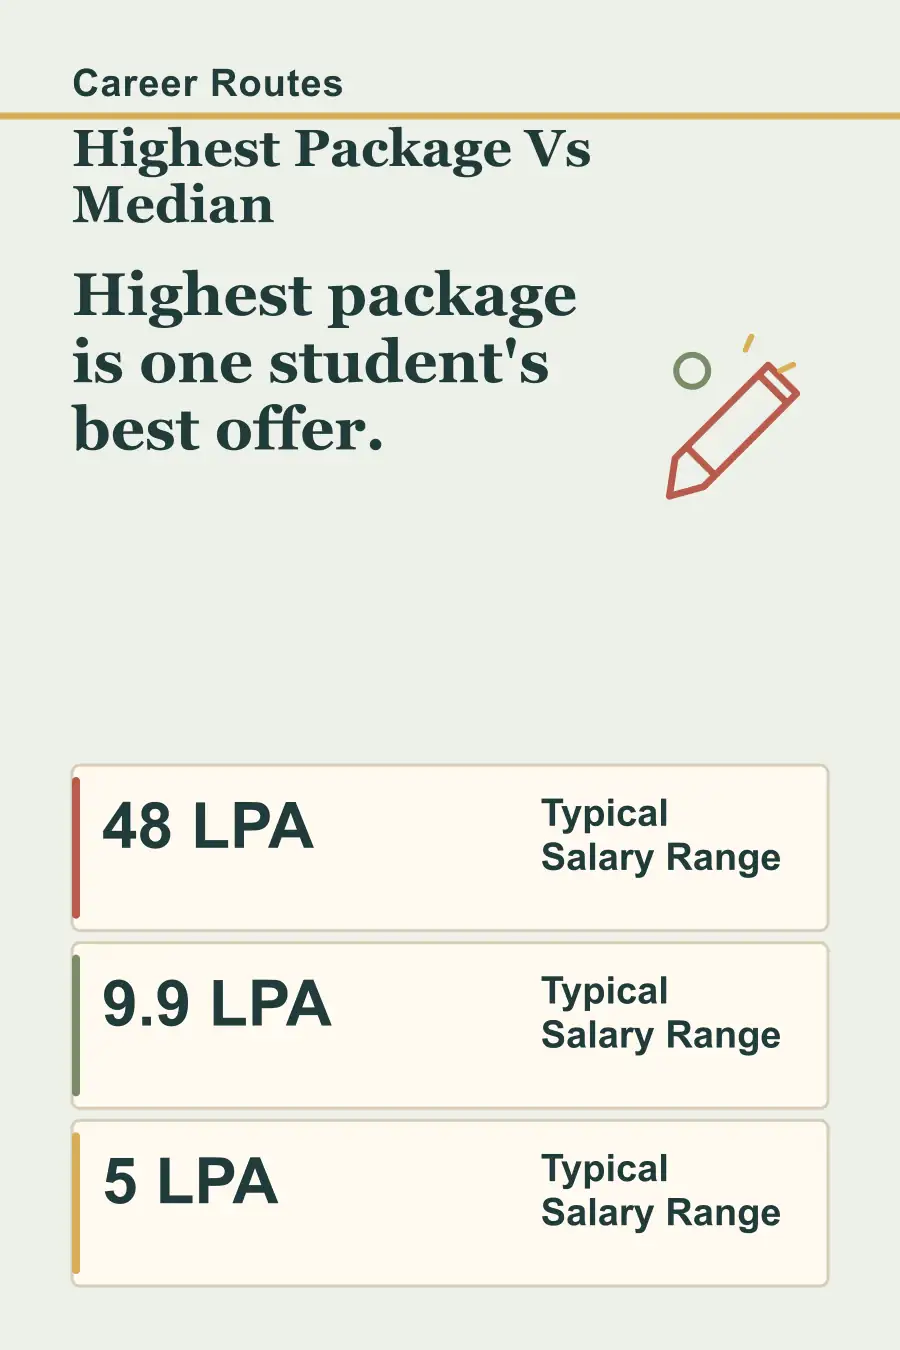 Career Routes
Highest Package Vs
Median
Highest package
is one student's
best offer.
48 LPA
Typical
Salary Range
9.9 LPA
Typical
Salary Range
5 LPA
Typical
Salary Range